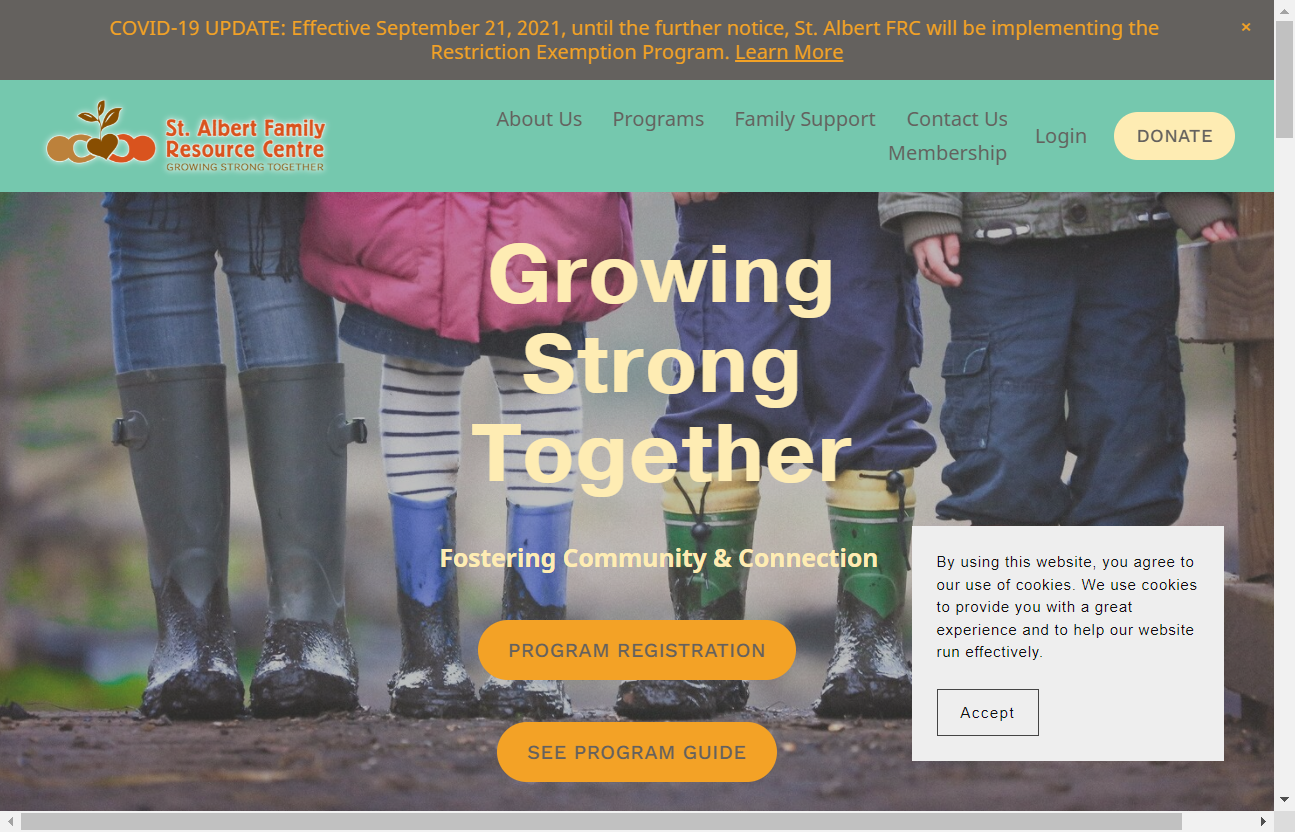 COVID-19 UPDATE: Effective September 21, 2021, until the further notice, St. Albert FRC will be implementing the
Restriction Exemption Program. Learn More
×
St. Albert Family
Resource Centre
GROWING STRONG TOGETHER
About Us Programs Family Support Contact Us
Membership
Login
DONATE
Growing
Strong
Together
Fostering Community & Connection
PROGRAM REGISTRATION
SEE PROGRAM GUIDE
By using this website, you agree to
our use of cookies. We use cookies
to provide you with a great
experience and to help our website
run effectively.
Accept